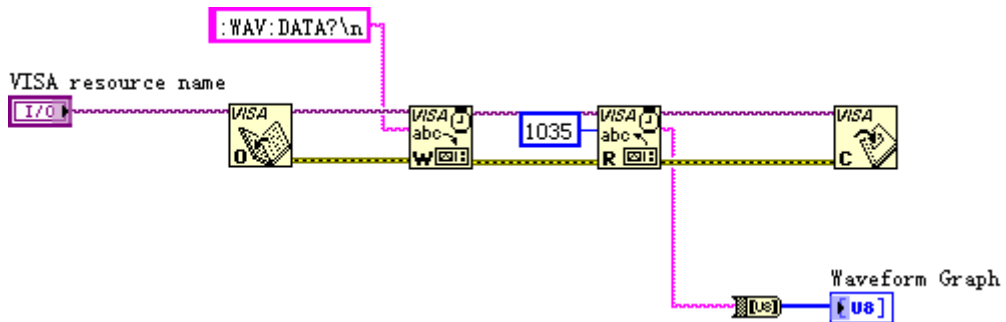 :WAV:DATA?\n
VISA resource name
I/O
VISA
O
VISA
abc
W
1035
VISA
abc
R
VISA
C
Waveform Graph
[U8]
[U8]